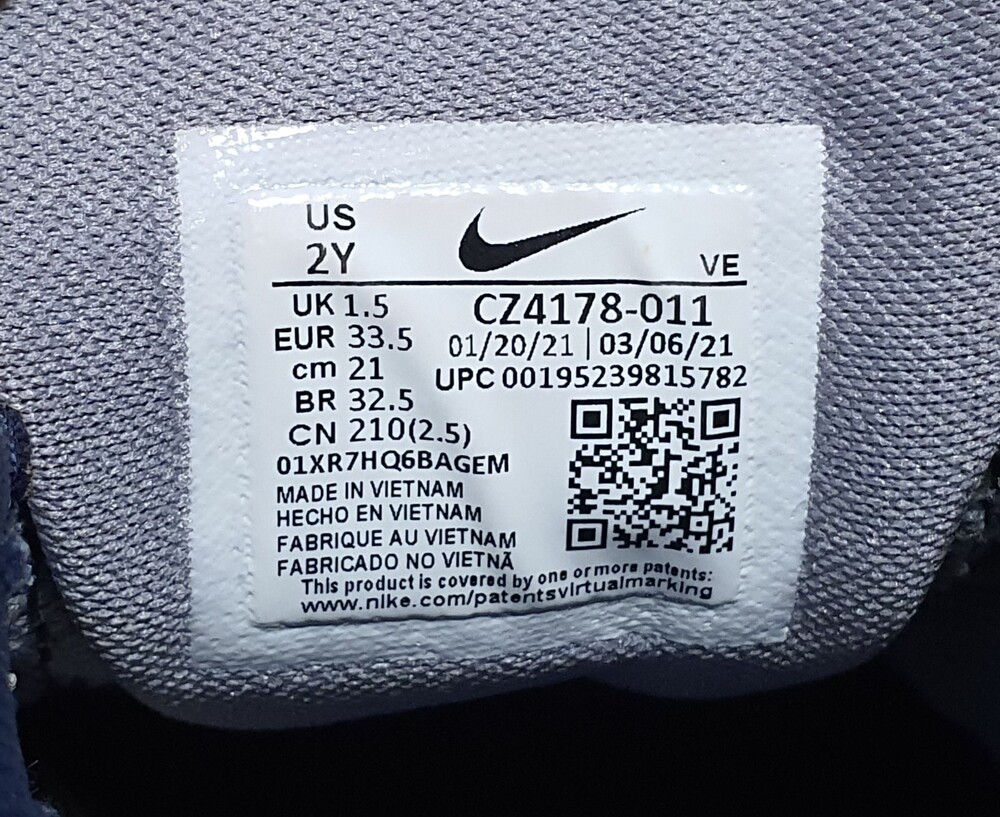 US
2Y
VE
UK 1.5
EUR 33.5
cm 21
BR 32.5
CN 210(2.5)
CZ4178-011
01/20/21 | 03/06/21
UPC 00195239815782
01XR7HQ6BAGEM
MADE IN VIETNAM
HECHO EN VIETNAM
FABRIQUE AU VIETNAM
FABRICADO NO VIETNÃ
This product is covered by one or more patents:
www.nike.com/patentsvirtualmarking